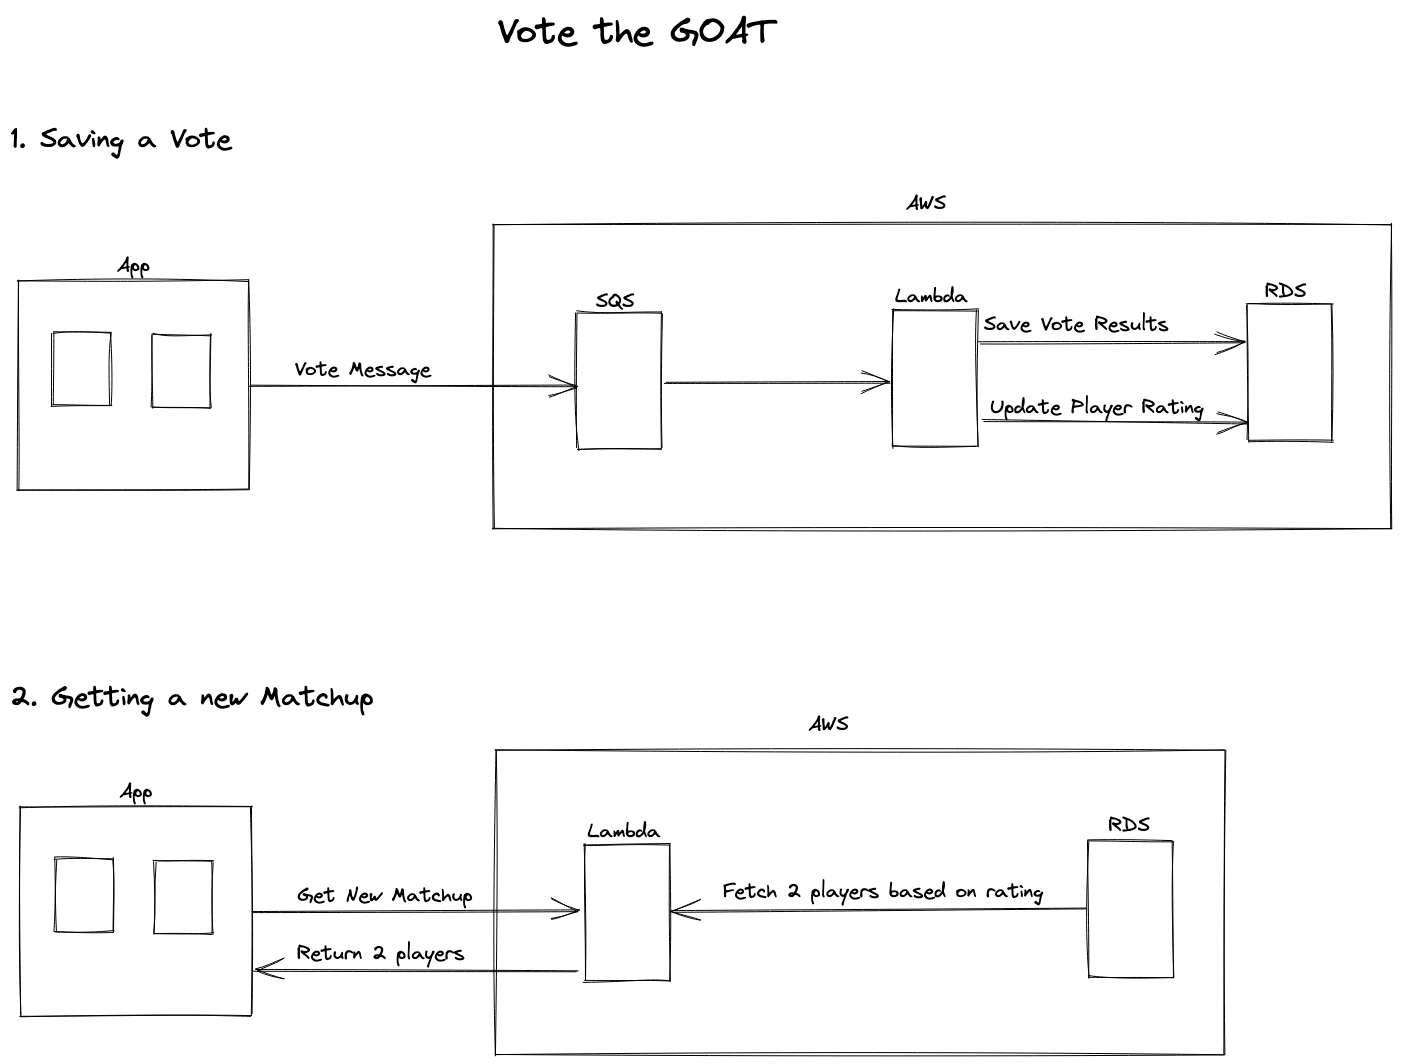 Vote the GOAT
1. Saving a Vote
AWS
App
SQS
Lambda
RDS
Save Vote Results
Vote Message
Update Player Rating
2. Getting a new Matchup
AWS
App
Lambda
RDS
Get New Matchup
Fetch 2 players based on rating
Return 2 players